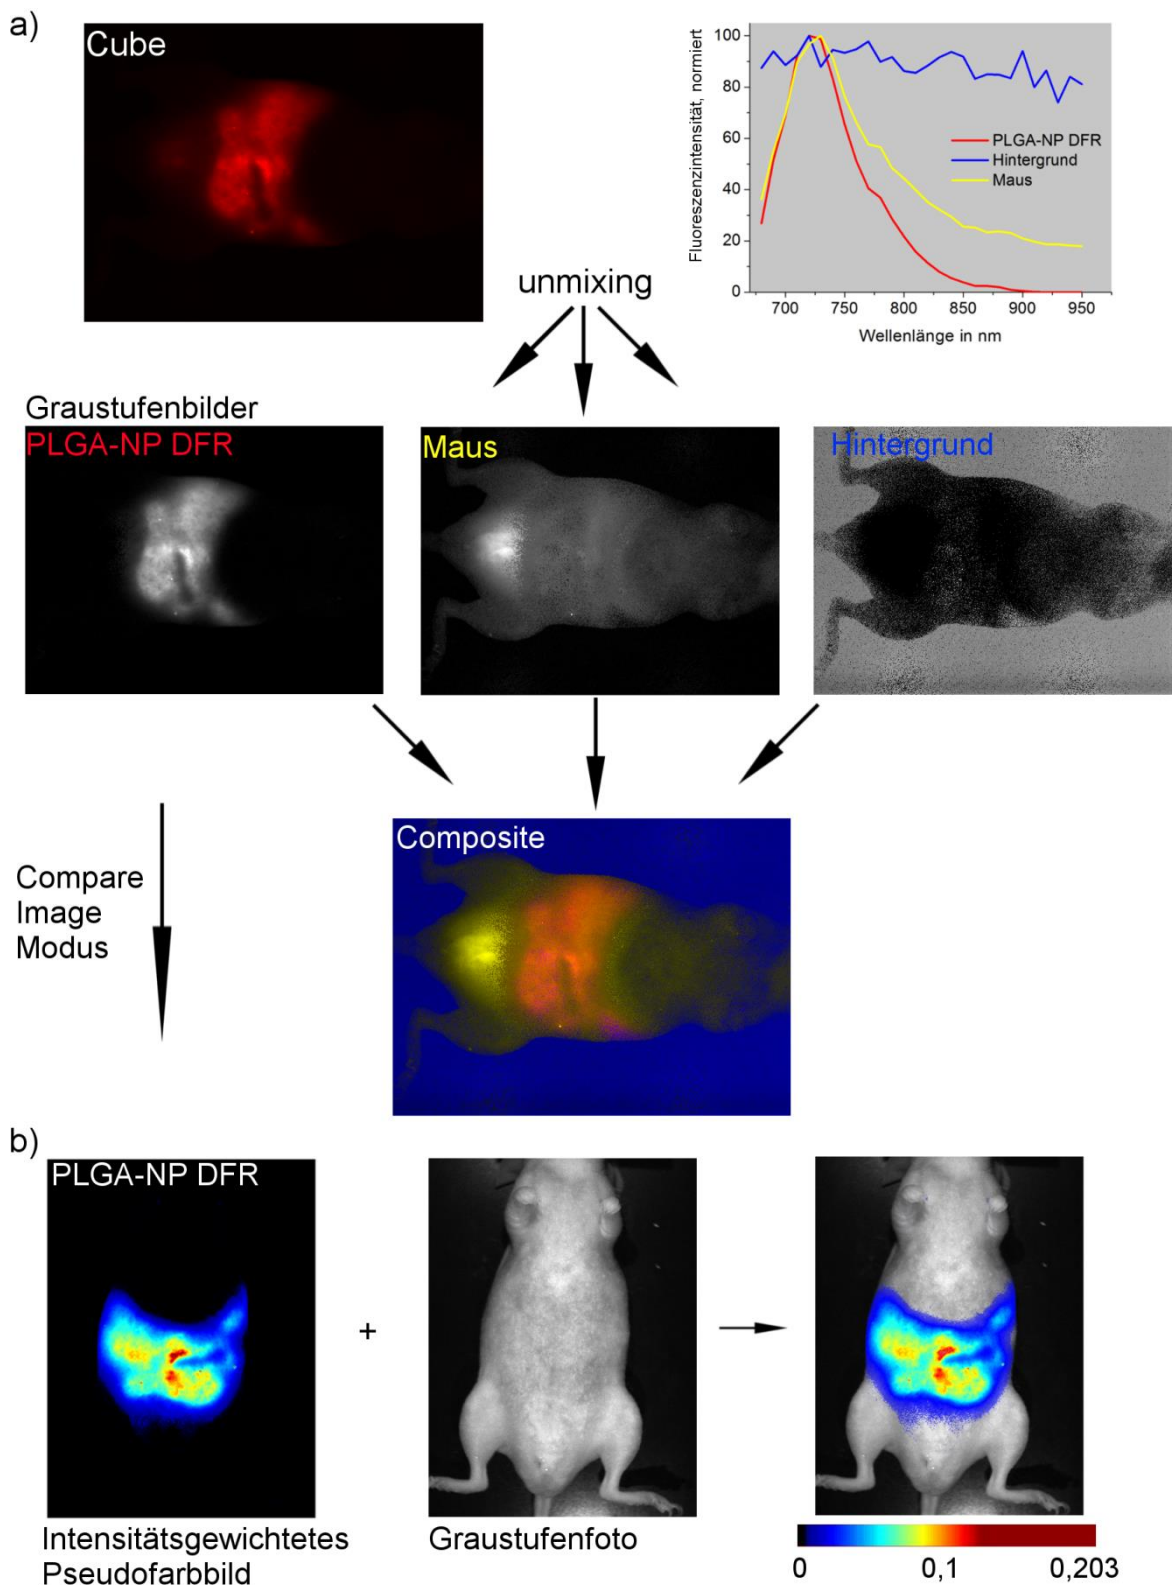 a)
Cube
Fluoreszenzintensität, normiert
100
80
60
40
20
0
700
750
800
850
900
950
Wellenlänge in nm
PLGA-NP DFR
Hintergrund
Maus
unmixing
Graustufenbilder
PLGA-NP DFR
Maus
Hintergrund
Compare
Image
Modus
Composite
b)
PLGA-NP DFR
+
Intensitätsgewichtetes
Pseudofarbbild
Graustufenfoto
0
0,1
0,203